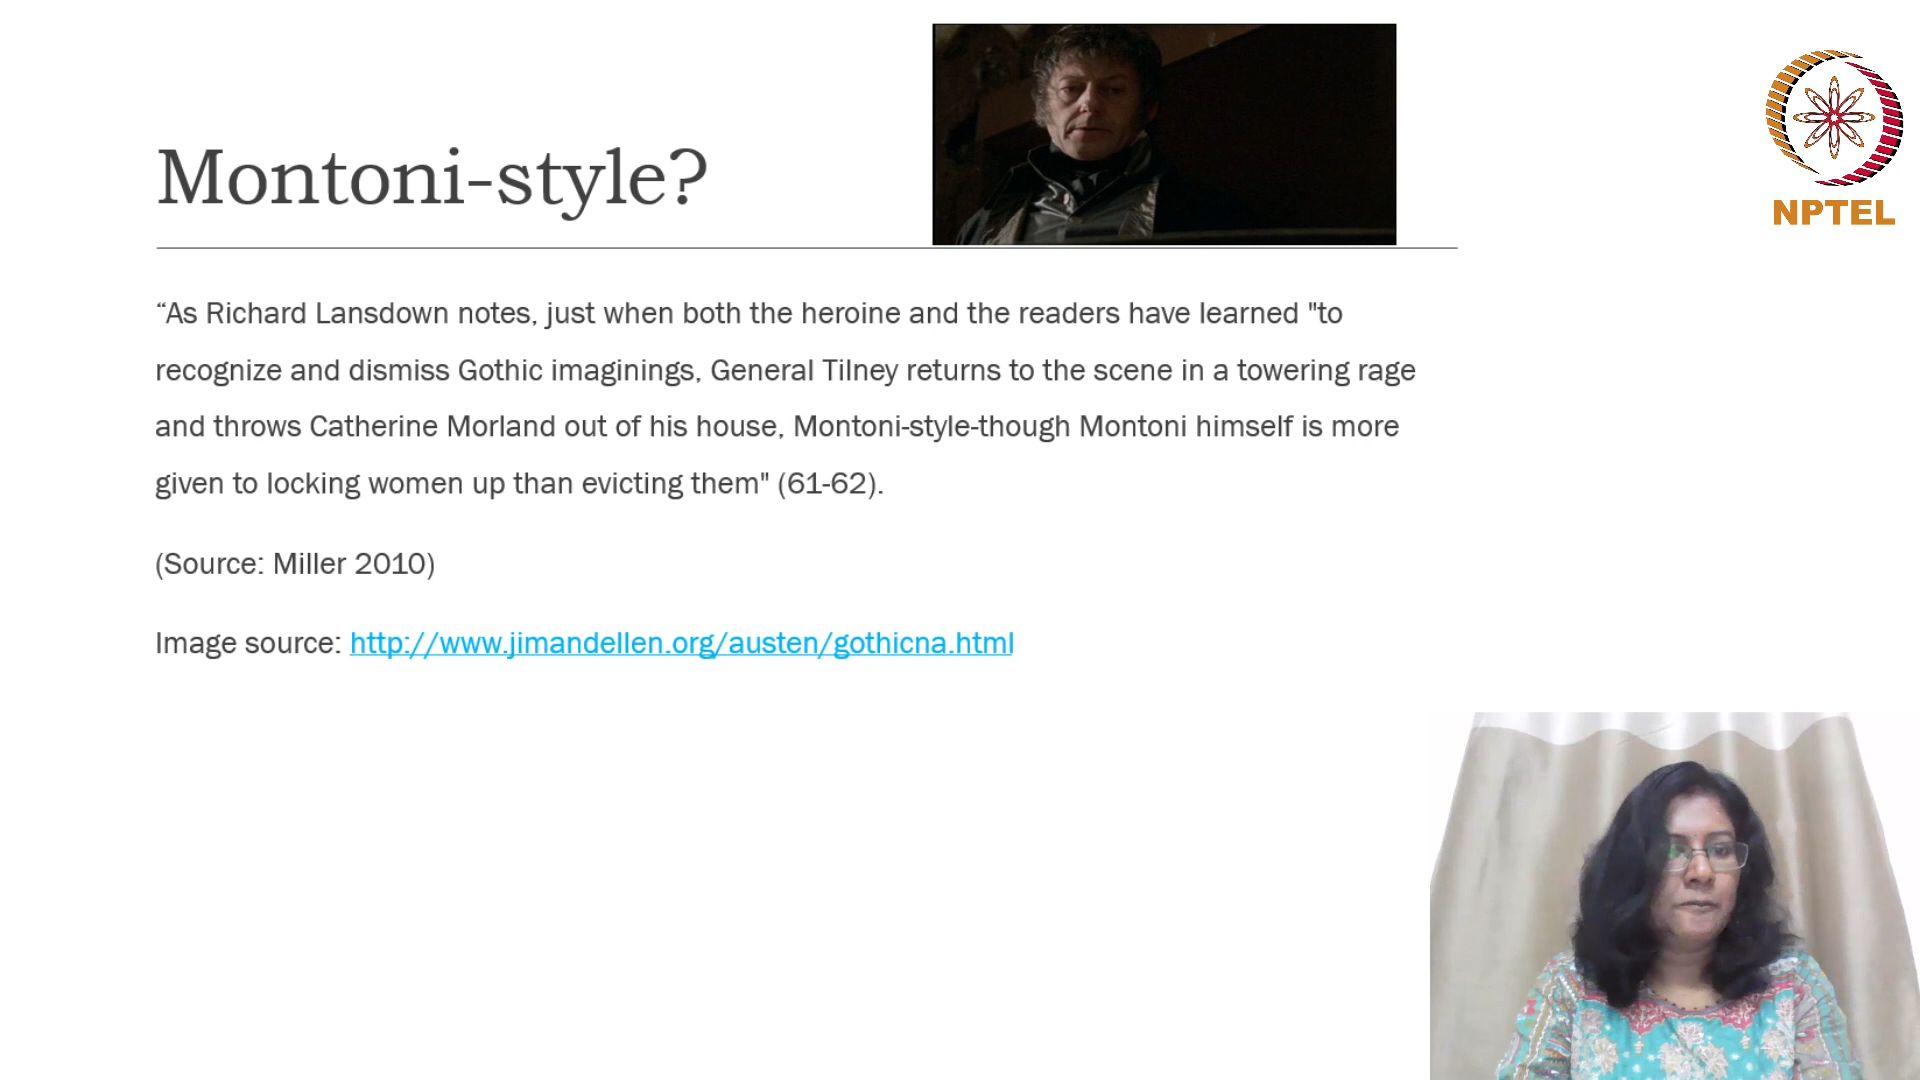 Montoni-style?
NPTEL
“As Richard Lansdown notes, just when both the heroine and the readers have learned "to
recognize and dismiss Gothic imaginings, General Tilney returns to the scene in a towering rage
and throws Catherine Morland out of his house, Montoni-style-though Montoni himself is more
given to locking women up than evicting them" (61-62).
(Source: Miller 2010)
Image source: http://www.jimandellen.org/austen/gothicna.html